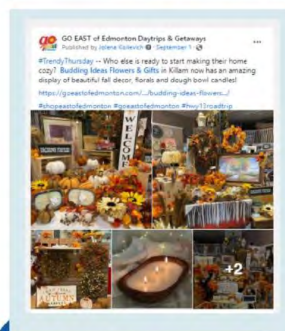 GO EAST of Edmonton Daytrips & Getaways
Published by Jolene Kisilevich · September 1 ·
#TrendyThursday -- Who else is ready to start making their home
cozy? Budding Ideas Flowers & Gifts in Killam now has an amazing
display of beautiful fall decor, florals and dough bowl candles!
https://goeastofedmonton.com/.../budding-ideas-flowers.../
#shopeastofedmonton #goeastofedmonton #hwy13roadtrip
WELCOME
AUTUMN
+2